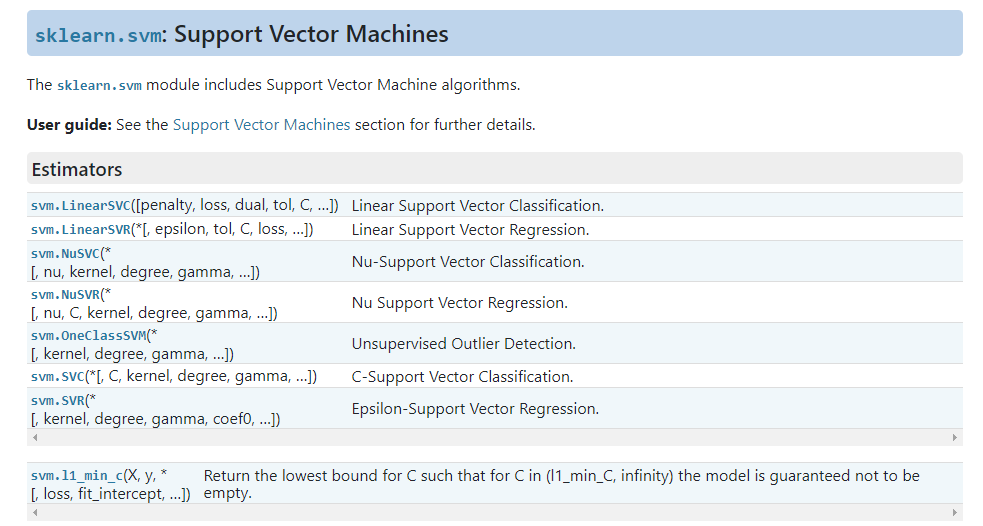 sklearn.svm: Support Vector Machines
The sklearn.svm module includes Support Vector Machine algorithms.
User guide: See the Support Vector Machines section for further details.
Estimators
svm.LinearSVC([penalty, loss, dual, tol, C, ...]) Linear Support Vector Classification.
svm.LinearSVR(*[, epsilon, tol, C, loss, ...]) Linear Support Vector Regression.
svm.NuSVC(*
[, nu, kernel, degree, gamma, ...]) Nu-Support Vector Classification.
svm.NuSVR(*
[, nu, C, kernel, degree, gamma, ...]) Nu Support Vector Regression.
svm.OneClassSVM(*
[, kernel, degree, gamma, ...]) Unsupervised Outlier Detection.
svm.SVC(*[, C, kernel, degree, gamma, ...]) C-Support Vector Classification.
svm.SVR(*
[, kernel, degree, gamma, coef0, ...]) Epsilon-Support Vector Regression.
svm.l1_min_c(X, y, *
[, loss, fit_intercept, ...]) Return the lowest bound for C such that for C in (l1_min_C, infinity) the model is guaranteed not to be
empty.